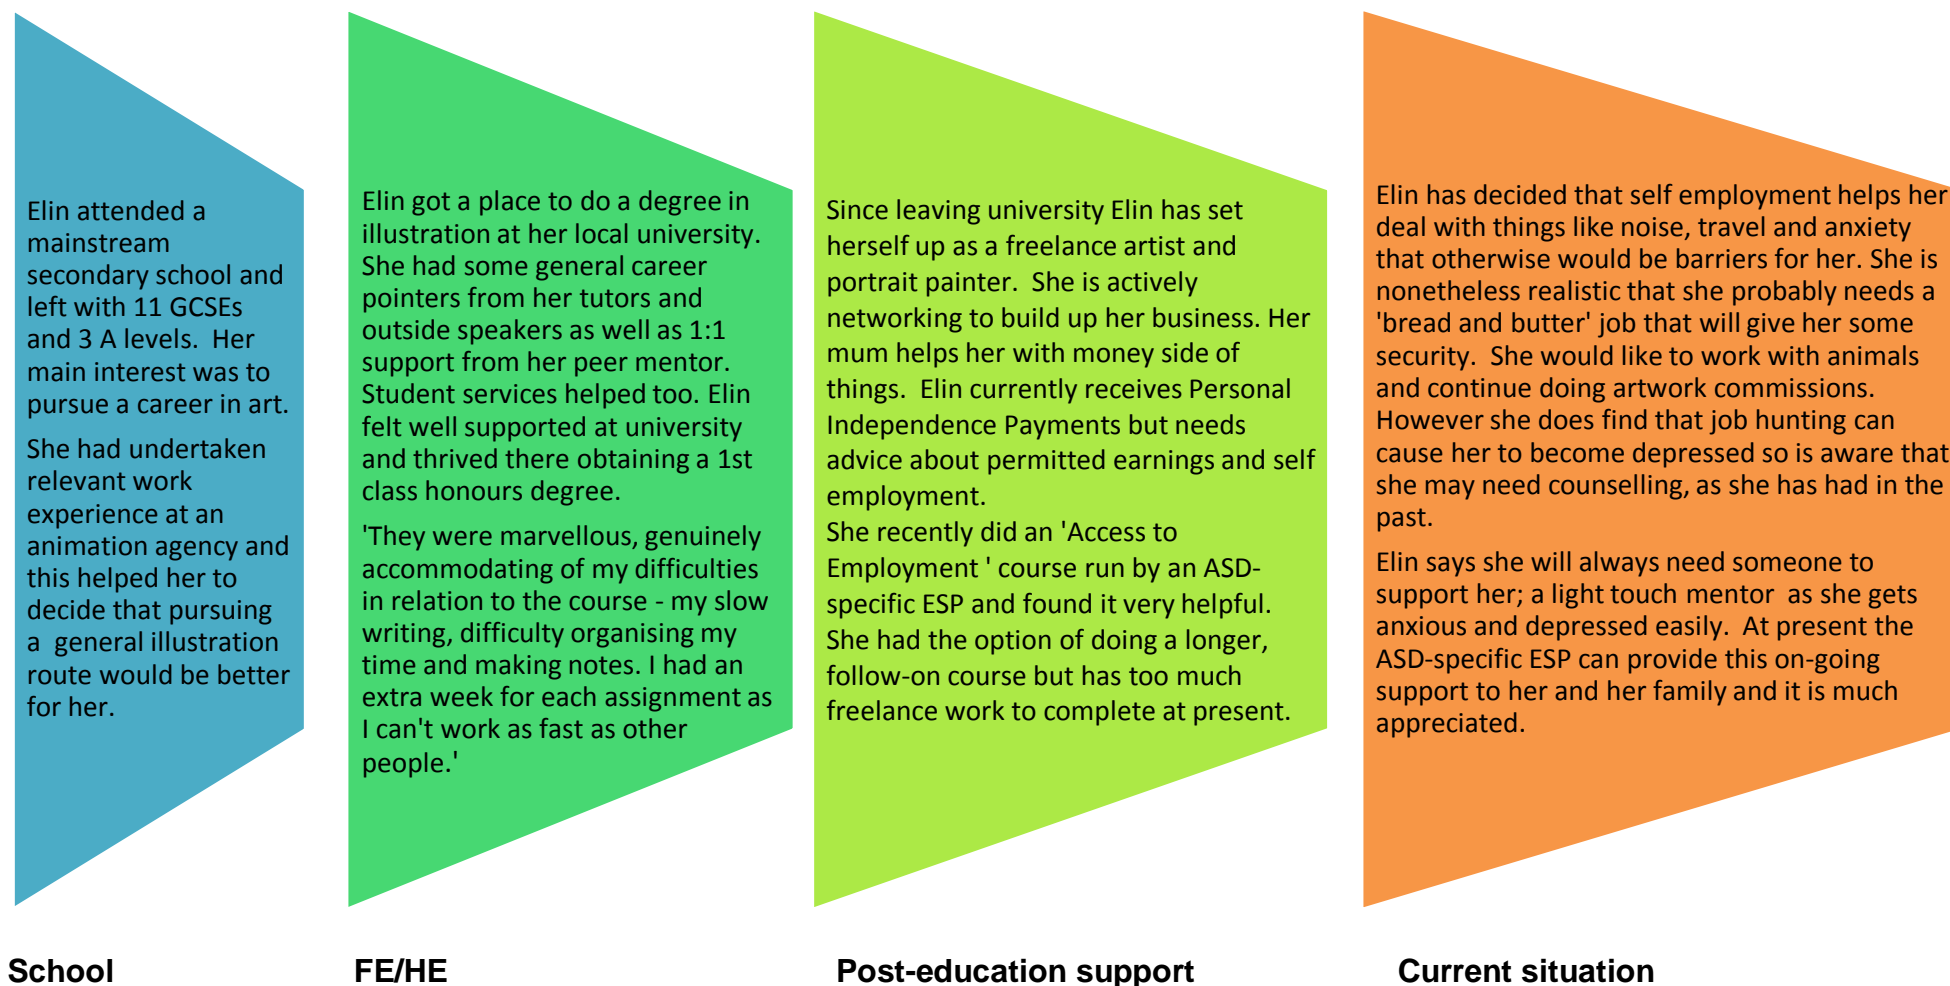 Elin attended a
mainstream
secondary school and
left with 11 GCSEs
and 3 A levels.  Her
main interest was to
pursue a career in art.
She had undertaken
relevant work
experience at an
animation agency and
this helped her to
decide that pursuing
a  general illustration
route would be better
for her.
Elin got a place to do a degree in
illustration at her local university.
She had some general career
pointers from her tutors and
outside speakers as well as 1:1
support from her peer mentor.
Student services helped too. Elin
felt well supported at university
and thrived there obtaining a 1st
class honours degree.
'They were marvellous, genuinely
accommodating of my difficulties
in relation to the course - my slow
writing, difficulty organising my
time and making notes. I had an
extra week for each assignment as
I can't work as fast as other
people.'
Since leaving university Elin has set
herself up as a freelance artist and
portrait painter.  She is actively
networking to build up her business. Her
mum helps her with money side of
things.  Elin currently receives Personal
Independence Payments but needs
advice about permitted earnings and self
employment.
She recently did an 'Access to
Employment ' course run by an ASD-
specific ESP and found it very helpful.
She had the option of doing a longer,
follow-on course but has too much
freelance work to complete at present.
Elin has decided that self employment helps her
deal with things like noise, travel and anxiety
that otherwise would be barriers for her. She is
nonetheless realistic that she probably needs a
'bread and butter' job that will give her some
security.  She would like to work with animals
and continue doing artwork commissions.
However she does find that job hunting can
cause her to become depressed so is aware that
she may need counselling, as she has had in the
past.
Elin says she will always need someone to
support her; a light touch mentor  as she gets
anxious and depressed easily.  At present the
ASD-specific ESP can provide this on-going
support to her and her family and it is much
appreciated.
School
FE/HE
Post-education support
Current situation